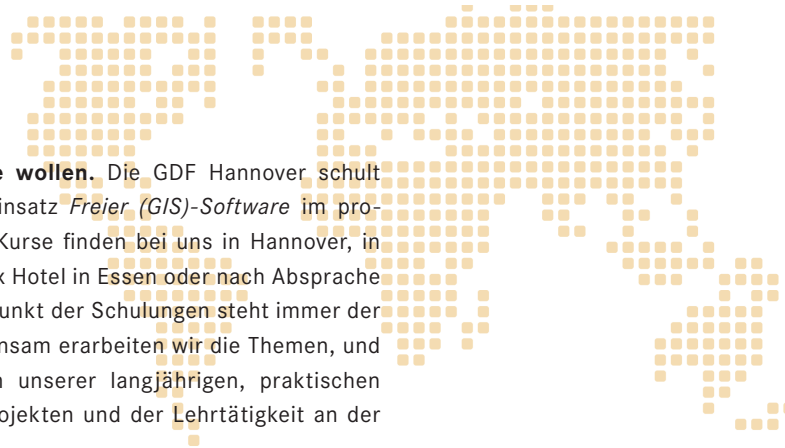 e wollen. Die GDF Hannover schult
insatz Freier (GIS)-Software im pro-
Kurse finden bei uns in Hannover, in
x Hotel in Essen oder nach Absprache
unkt der Schulungen steht immer der
nsam erarbeiten wir die Themen, und
unserer langjährigen, praktischen
ojekten und der Lehrtätigkeit an der